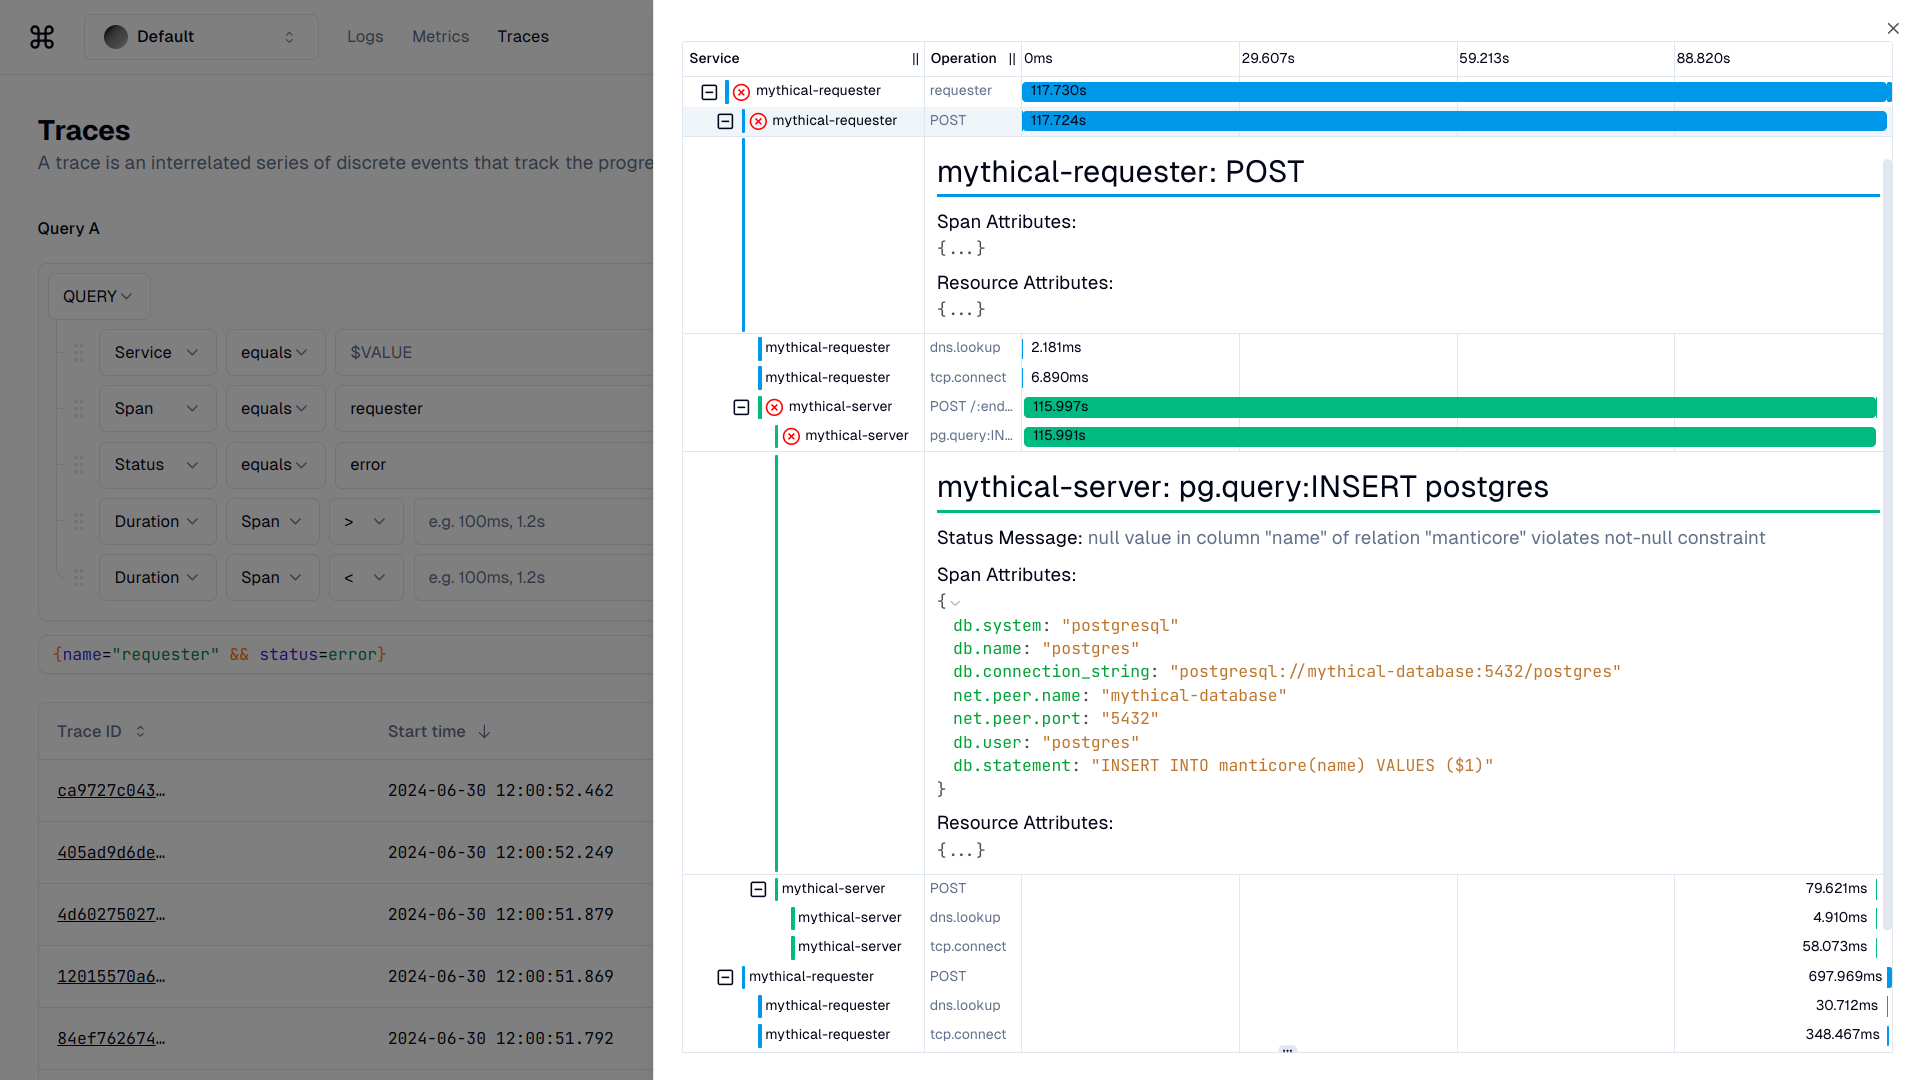 Default
Logs
Metrics
Traces
Traces
A trace is an interrelated series of discrete events that track the progre
Query A
QUERY
Service equals $VALUE
Span equals requester
Status equals error
Duration Span > e.g. 100ms, 1.2s
Duration Span < e.g. 100ms, 1.2s
{name="requester" && status=error}
Trace ID Start time
ca9727c043… 2024-06-30 12:00:52.462
405ad9d6de… 2024-06-30 12:00:52.249
4d60275027… 2024-06-30 12:00:51.879
12015570a6… 2024-06-30 12:00:51.869
84ef762674… 2024-06-30 12:00:51.792
Service || Operation || 0ms 29.607s 59.213s 88.820s
mythical-requester requester 117.730s
mythical-requester POST 117.724s
mythical-requester: POST
Span Attributes:
{...}
Resource Attributes:
{...}
mythical-requester dns.lookup 2.181ms
mythical-requester tcp.connect 6.890ms
mythical-server POST /:end... 115.997s
mythical-server pg.query:IN... 115.991s
mythical-server: pg.query:INSERT postgres
Status Message: null value in column "name" of relation "manticore" violates not-null constraint
Span Attributes:
{
db.system: "postgresql"
db.name: "postgres"
db.connection_string: "postgresql://mythical-database:5432/postgres"
net.peer.name: "mythical-database"
net.peer.port: "5432"
db.user: "postgres"
db.statement: "INSERT INTO manticore(name) VALUES ($1)"
}
Resource Attributes:
{...}
mythical-server POST 79.621ms
mythical-server dns.lookup 4.910ms
mythical-server tcp.connect 58.073ms
mythical-requester POST 697.969ms
mythical-requester dns.lookup 30.712ms
mythical-requester tcp.connect 348.467ms